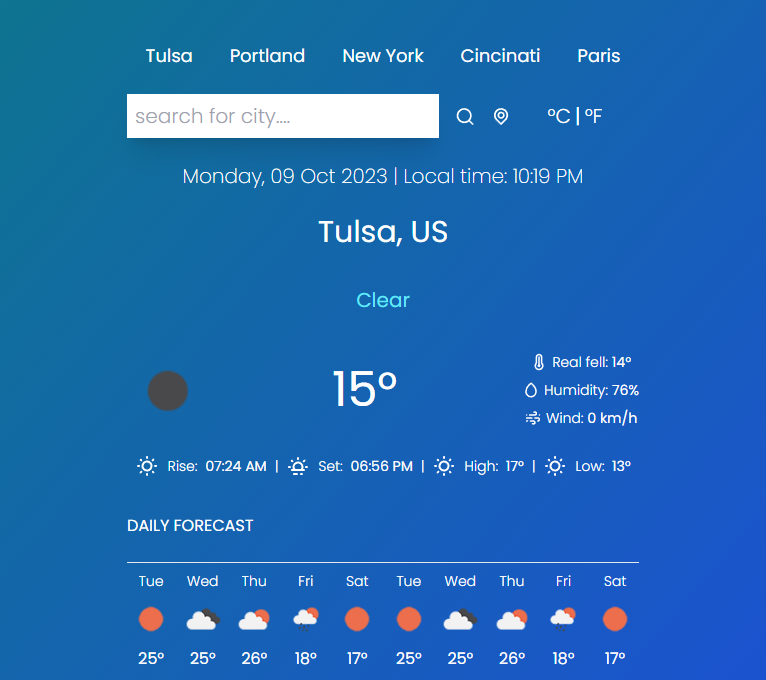 Tulsa Portland New York Cincinati Paris
search for city.... °C | °F
Monday, 09 Oct 2023 | Local time: 10:19 PM
Tulsa, US
Clear
Real fell: 14°
15°
Humidity: 76%
Wind: 0 km/h
Rise: 07:24 AM | Set: 06:56 PM | High: 17° | Low: 13°
DAILY FORECAST
Tue Wed Thu Fri Sat Tue Wed Thu Fri Sat
25° 25° 26° 18° 17° 25° 25° 26° 18° 17°